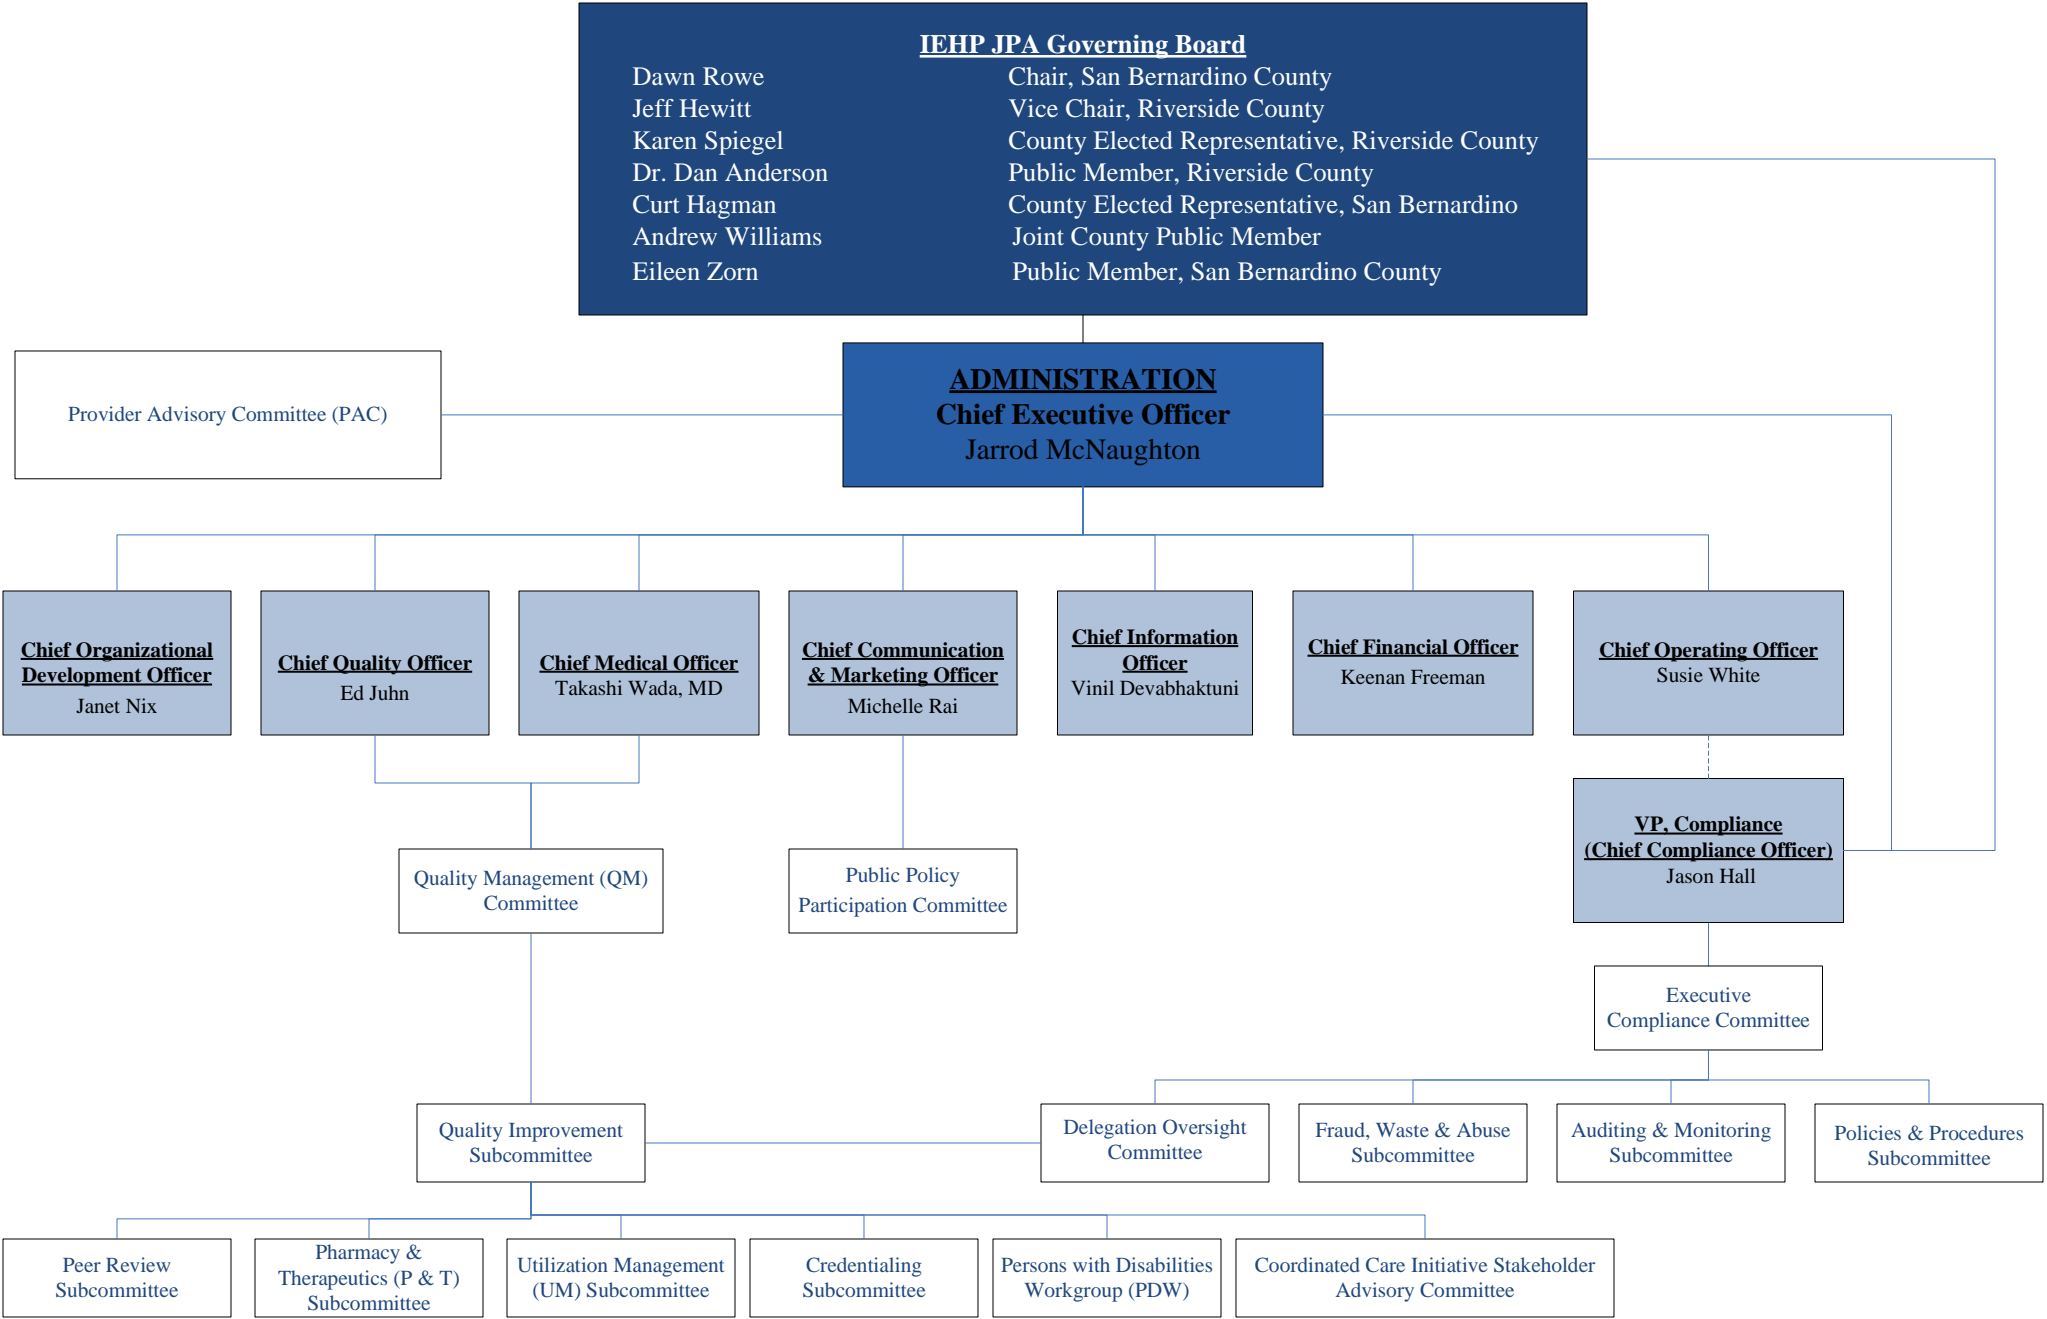 IEHP JPA Governing Board
Dawn Rowe Chair, San Bernardino County
Jeff Hewitt Vice Chair, Riverside County
Karen Spiegel County Elected Representative, Riverside County
Dr. Dan Anderson Public Member, Riverside County
Curt Hagman County Elected Representative, San Bernardino
Andrew Williams Joint County Public Member
Eileen Zorn Public Member, San Bernardino County
Provider Advisory Committee (PAC)
ADMINISTRATION
Chief Executive Officer
Jarrod McNaughton
Chief Organizational
Development Officer
Janet Nix
Chief Quality Officer
Ed Juhn
Chief Medical Officer
Takashi Wada, MD
Chief Communication
& Marketing Officer
Michelle Rai
Chief Information
Officer
Vinil Devabhaktuni
Chief Financial Officer
Keenan Freeman
Chief Operating Officer
Susie White
VP, Compliance
(Chief Compliance Officer)
Jason Hall
Quality Management (QM)
Committee
Public Policy
Participation Committee
Executive
Compliance Committee
Quality Improvement
Subcommittee
Delegation Oversight
Committee
Fraud, Waste & Abuse
Subcommittee
Auditing & Monitoring
Subcommittee
Policies & Procedures
Subcommittee
Peer Review
Subcommittee
Pharmacy &
Therapeutics (P & T)
Subcommittee
Utilization Management
(UM) Subcommittee
Credentialing
Subcommittee
Persons with Disabilities
Workgroup (PDW)
Coordinated Care Initiative Stakeholder
Advisory Committee